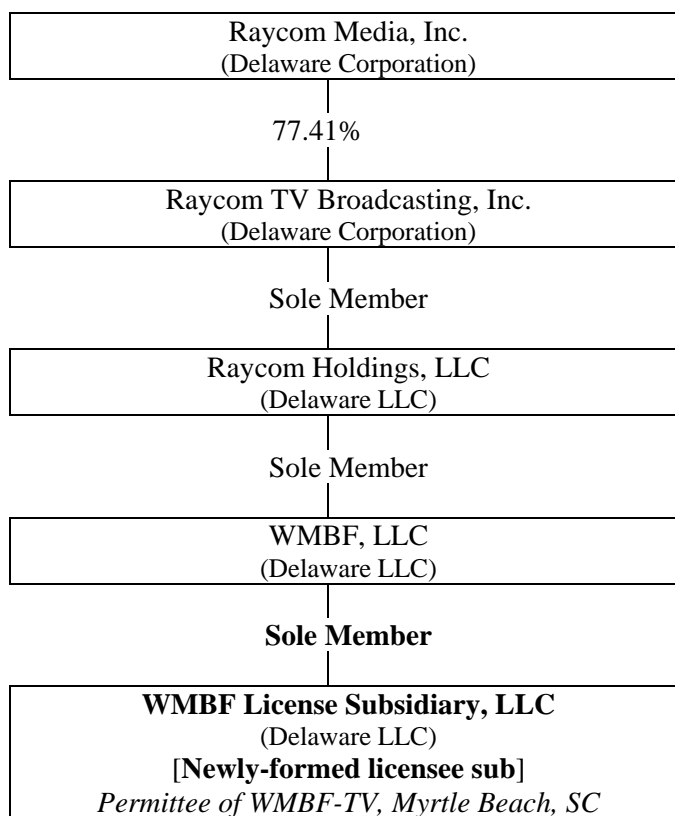 Raycom Media, Inc.
(Delaware Corporation)
77.41%
Raycom TV Broadcasting, Inc.
(Delaware Corporation)
Sole Member
Raycom Holdings, LLC
(Delaware LLC)
Sole Member
WMBF, LLC
(Delaware LLC)
Sole Member
WMBF License Subsidiary, LLC
(Delaware LLC)
[Newly-formed licensee sub]
Permittee of WMBF-TV, Myrtle Beach, SC